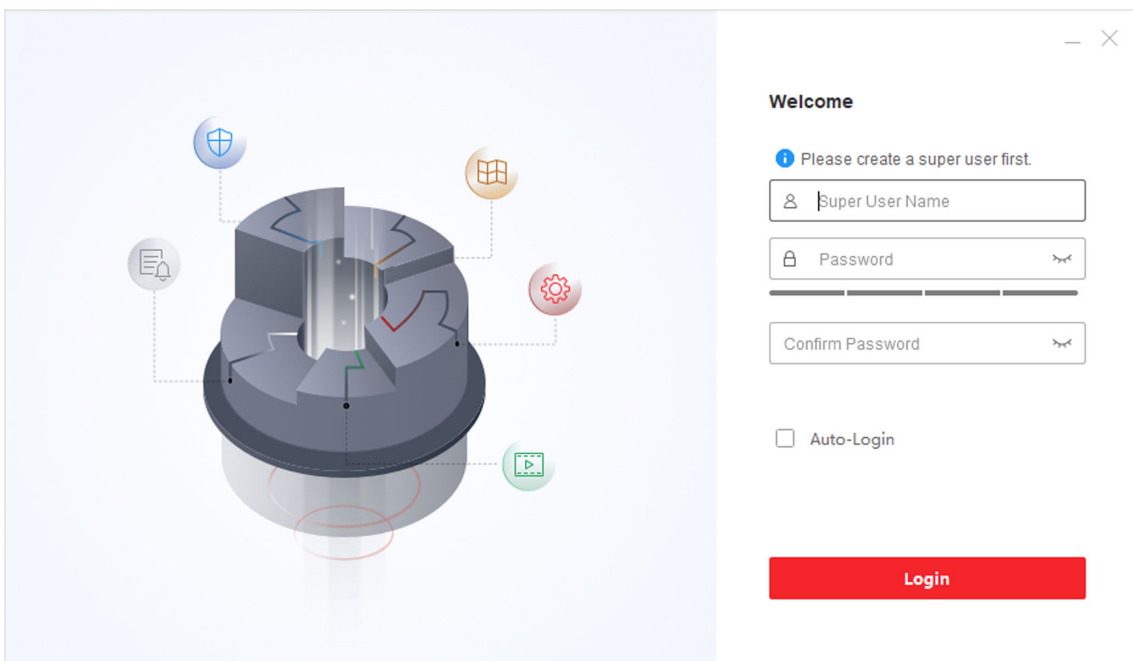 Welcome
Please create a super user first.
Super User Name
Password
Confirm Password
Auto-Login
Login